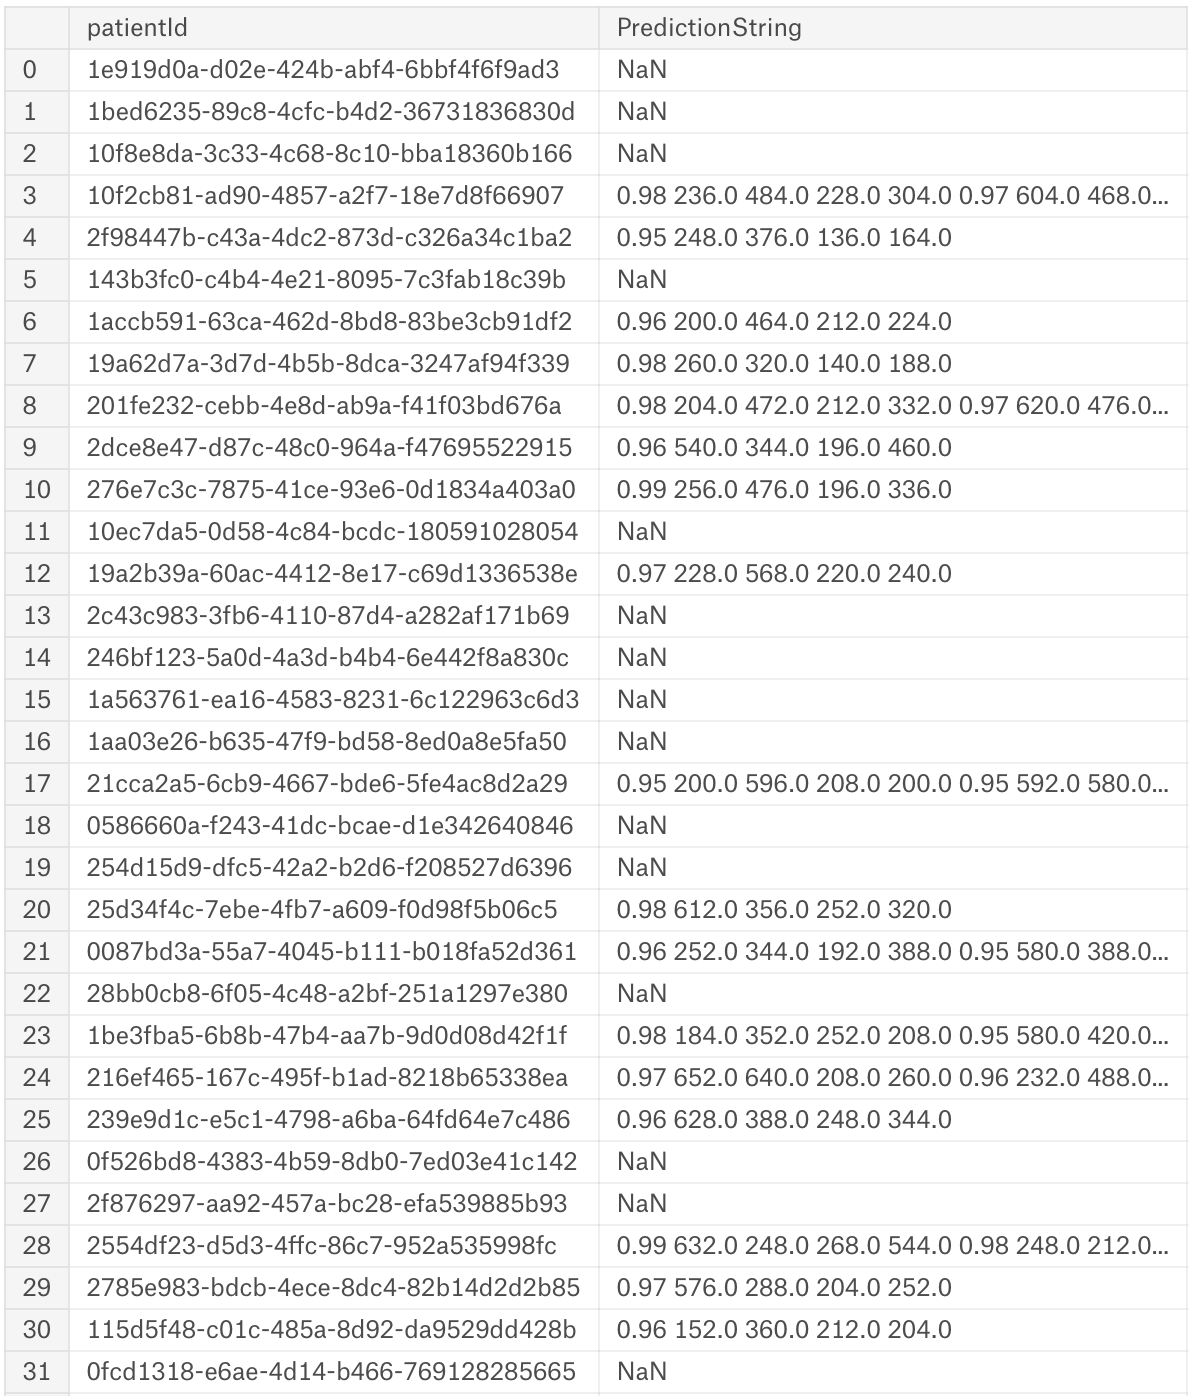 patientId PredictionString
0 1e919d0a-d02e-424b-abf4-6bbf4f6f9ad3 NaN
1 1bed6235-89c8-4cfc-b4d2-36731836830d NaN
2 10f8e8da-3c33-4c68-8c10-bba18360b166 NaN
3 10f2cb81-ad90-4857-a2f7-18e7d8f66907 0.98 236.0 484.0 228.0 304.0 0.97 604.0 468.0...
4 2f98447b-c43a-4dc2-873d-c326a34c1ba2 0.95 248.0 376.0 136.0 164.0
5 143b3fc0-c4b4-4e21-8095-7c3fab18c39b NaN
6 1accb591-63ca-462d-8bd8-83be3cb91df2 0.96 200.0 464.0 212.0 224.0
7 19a62d7a-3d7d-4b5b-8dca-3247af94f339 0.98 260.0 320.0 140.0 188.0
8 201fe232-cebb-4e8d-ab9a-f41f03bd676a 0.98 204.0 472.0 212.0 332.0 0.97 620.0 476.0...
9 2dce8e47-d87c-48c0-964a-f47695522915 0.96 540.0 344.0 196.0 460.0
10 276e7c3c-7875-41ce-93e6-0d1834a403a0 0.99 256.0 476.0 196.0 336.0
11 10ec7da5-0d58-4c84-bcdc-180591028054 NaN
12 19a2b39a-60ac-4412-8e17-c69d1336538e 0.97 228.0 568.0 220.0 240.0
13 2c43c983-3fb6-4110-87d4-a282af171b69 NaN
14 246bf123-5a0d-4a3d-b4b4-6e442f8a830c NaN
15 1a563761-ea16-4583-8231-6c122963c6d3 NaN
16 1aa03e26-b635-47f9-bd58-8ed0a8e5fa50 NaN
17 21cca2a5-6cb9-4667-bde6-5fe4ac8d2a29 0.95 200.0 596.0 208.0 200.0 0.95 592.0 580.0...
18 0586660a-f243-41dc-bcae-d1e342640846 NaN
19 254d15d9-dfc5-42a2-b2d6-f208527d6396 NaN
20 25d34f4c-7ebe-4fb7-a609-f0d98f5b06c5 0.98 612.0 356.0 252.0 320.0
21 0087bd3a-55a7-4045-b111-b018fa52d361 0.96 252.0 344.0 192.0 388.0 0.95 580.0 388.0...
22 28bb0cb8-6f05-4c48-a2bf-251a1297e380 NaN
23 1be3fba5-6b8b-47b4-aa7b-9d0d08d42f1f 0.98 184.0 352.0 252.0 208.0 0.95 580.0 420.0...
24 216ef465-167c-495f-b1ad-8218b65338ea 0.97 652.0 640.0 208.0 260.0 0.96 232.0 488.0...
25 239e9d1c-e5c1-4798-a6ba-64fd64e7c486 0.96 628.0 388.0 248.0 344.0
26 0f526bd8-4383-4b59-8db0-7ed03e41c142 NaN
27 2f876297-aa92-457a-bc28-efa539885b93 NaN
28 2554df23-d5d3-4ffc-86c7-952a535998fc 0.99 632.0 248.0 268.0 544.0 0.98 248.0 212.0...
29 2785e983-bdcb-4ece-8dc4-82b14d2d2b85 0.97 576.0 288.0 204.0 252.0
30 115d5f48-c01c-485a-8d92-da9529dd428b 0.96 152.0 360.0 212.0 204.0
31 0fcd1318-e6ae-4d14-b466-769128285665 NaN